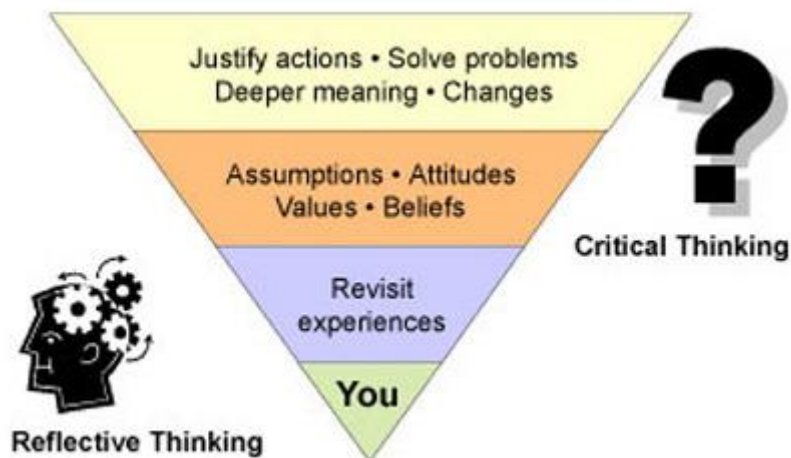 Justify actions • Solve problems
Deeper meaning • Changes
Assumptions • Attitudes
Values • Beliefs
Critical Thinking
Revisit
experiences
You
Reflective Thinking